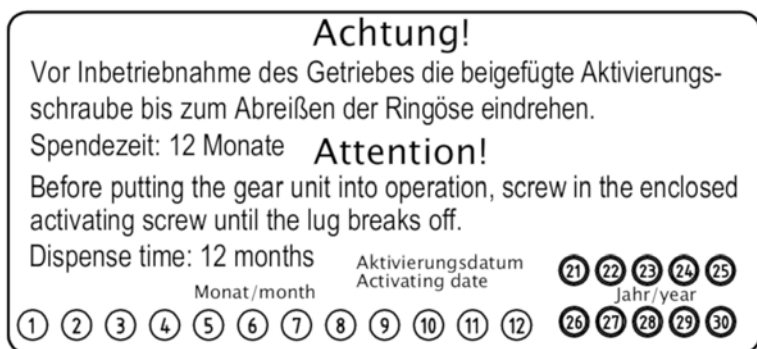 Achtung!
Vor Inbetriebnahme des Getriebes die beigefügte Aktivierungs-
schraube bis zum Abreißen der Ringöse eindrehen.
Spendezeit: 12 Monate
Attention!
Before putting the gear unit into operation, screw in the enclosed
activating screw until the lug breaks off.
Dispense time: 12 months
Aktivierungsdatum
Activating date
Monat/month
1 2 3 4 5 6 7 8 9 10 11 12
21 22 23 24 25
Jahr/year
26 27 28 29 30